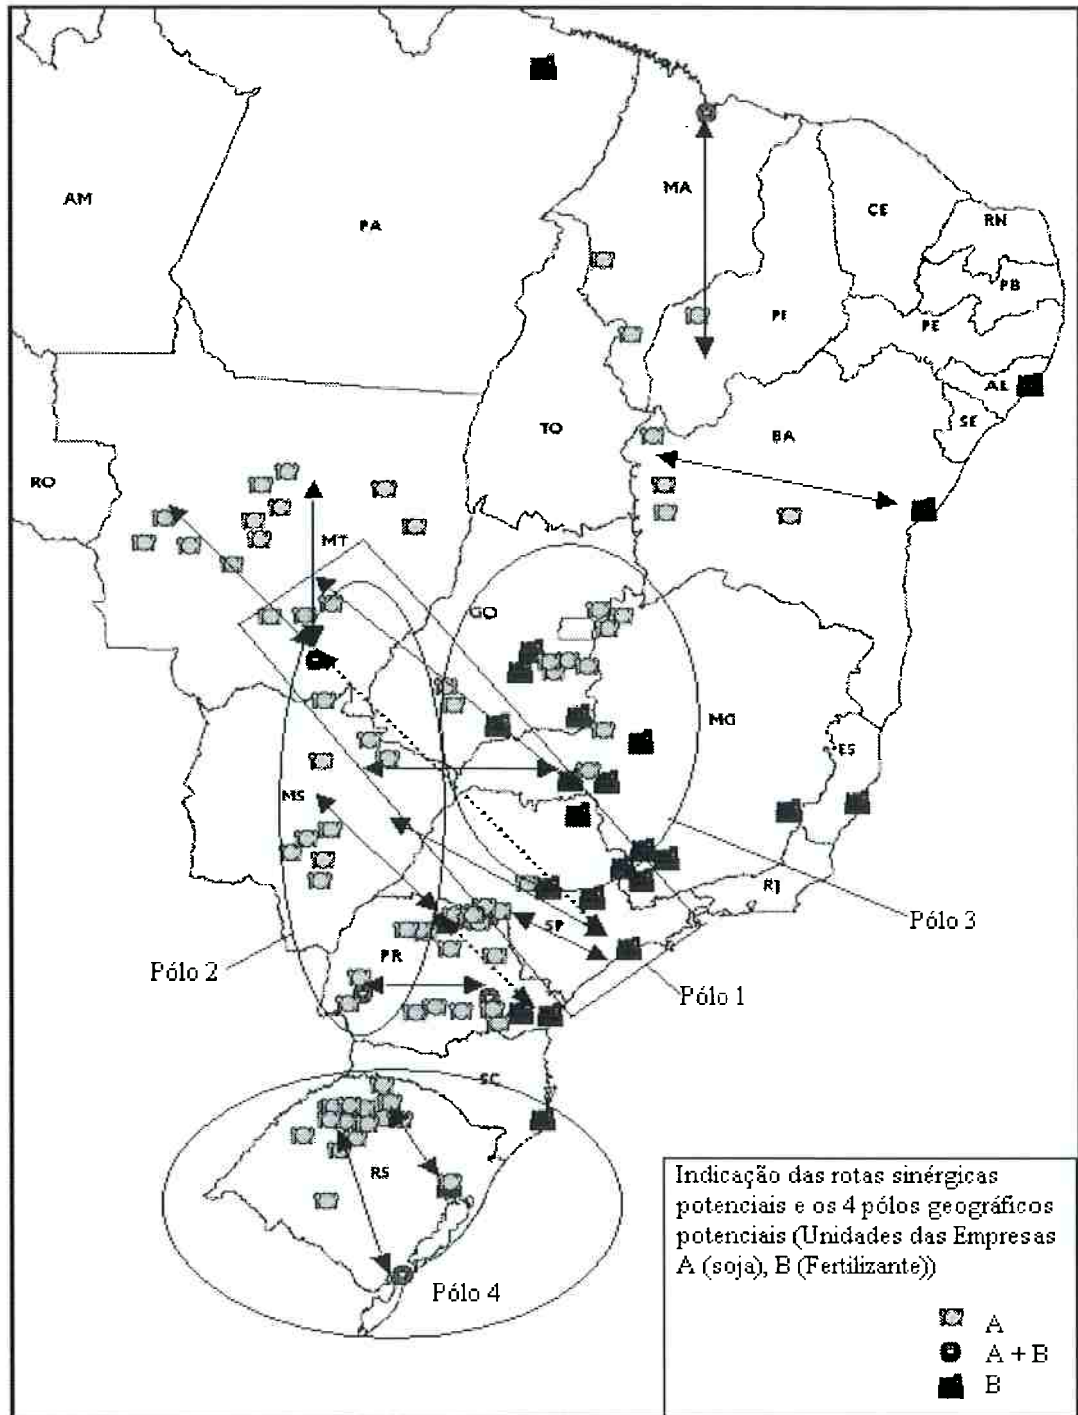 AM
PA
MA
CE
RN
PB
PI
PE
AL
SE
TO
BA
RO
MT
GO
MG
ES
MS
RJ
SP
Pólo 3
PR
Pólo 2
Pólo 1
SC
RS
Pólo 4
Indicação das rotas sinérgicas
potenciais e os 4 pólos geográficos
potenciais (Unidades das Empresas
A (soja), B (Fertilizante))
A
A + B
B